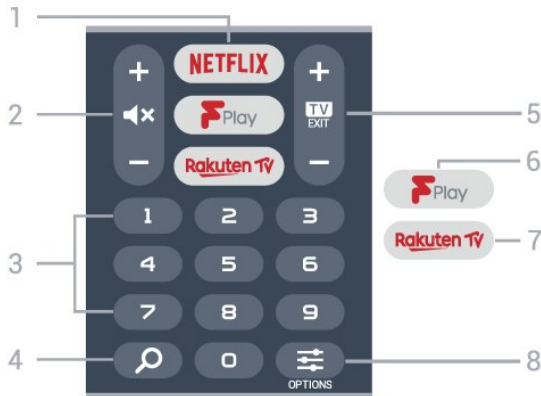 1
NETFLIX
2
F Play
TV
EXIT
5
Rakuten TV
6
F Play
Rakuten TV
7
3
1
2
3
4
5
6
7
8
9
4
0
OPTIONS
8